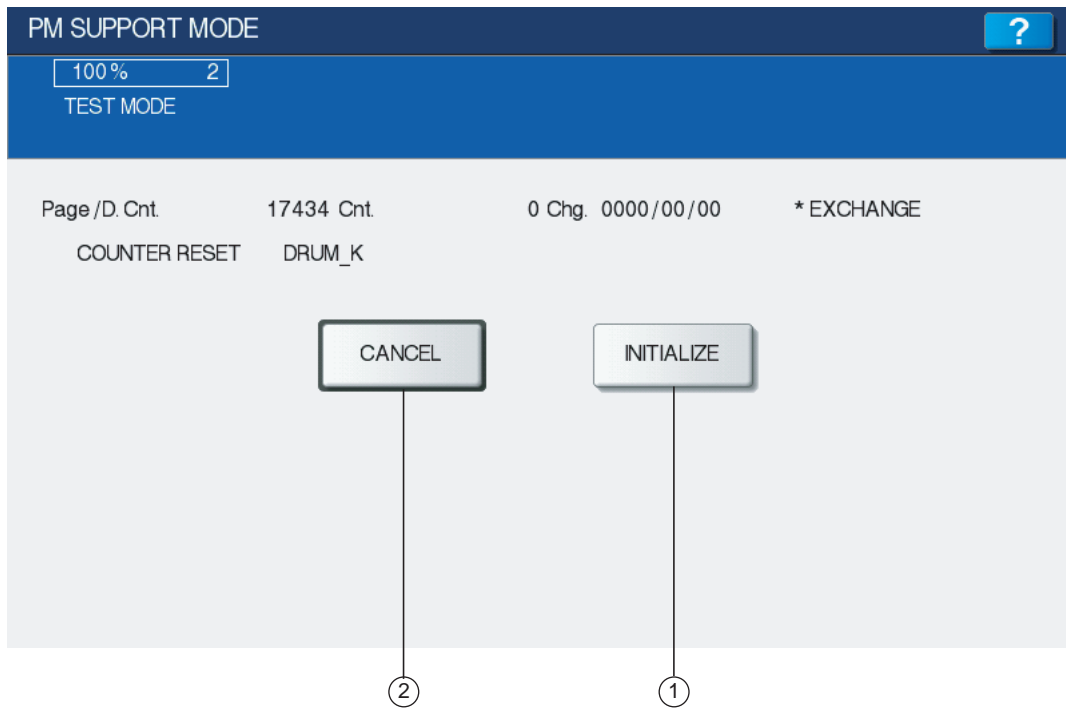 PM SUPPORT MODE ?
100% 2
TEST MODE
Page/D. Cnt. 17434 Cnt. 0 Chg. 0000/00/00 * EXCHANGE
COUNTER RESET DRUM_K
CANCEL INITIALIZE
2 1